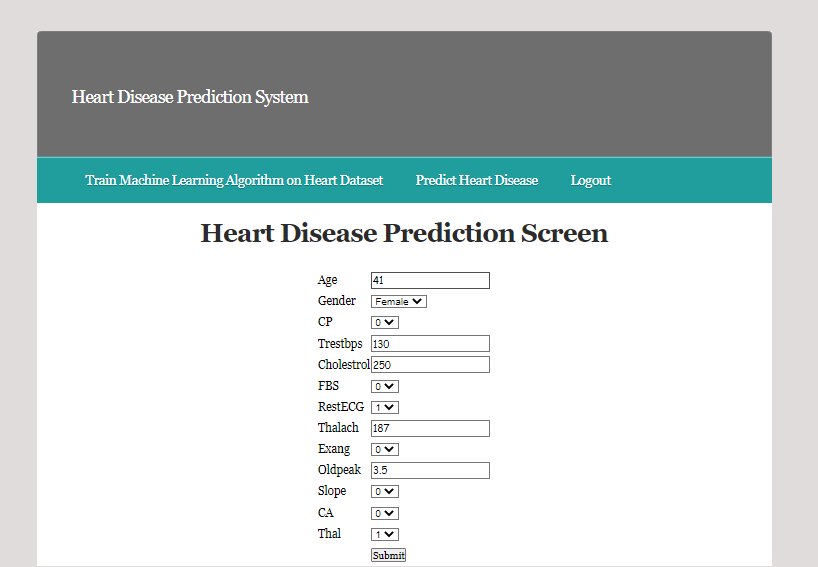 Heart Disease Prediction System
Train Machine Learning Algorithm on Heart Dataset Predict Heart Disease Logout
Heart Disease Prediction Screen
Age 41
Gender Female
CP 0
Trestbps 130
Cholestrol 250
FBS 0
RestECG 1
Thalach 187
Exang 0
Oldpeak 3.5
Slope 0
CA 0
Thal 1
Submit